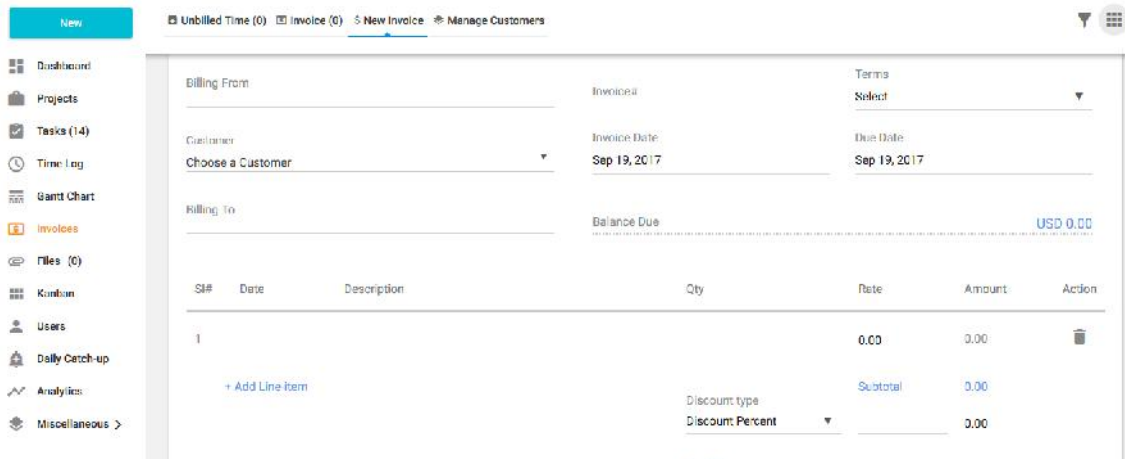 New
Unbilled Time (0) Invoice (0) $ New Invoice Manage Customers
Dashboard
Projects
Tasks (14)
Time Log
Gantt Chart
Invoices
Files (0)
Kanban
Users
Daily Catch-up
Analytics
Miscellaneous >
Billing From
Invoice#
Terms
Select
Customer
Choose a Customer
Invoice Date
Sep 19, 2017
Due Date
Sep 19, 2017
Billing To
Balance Due USD 0.00
Sl# Date Description Qty Rate Amount Action
1 0.00 0.00
+ Add Line item Subtotal 0.00
Discount type
Discount Percent 0.00